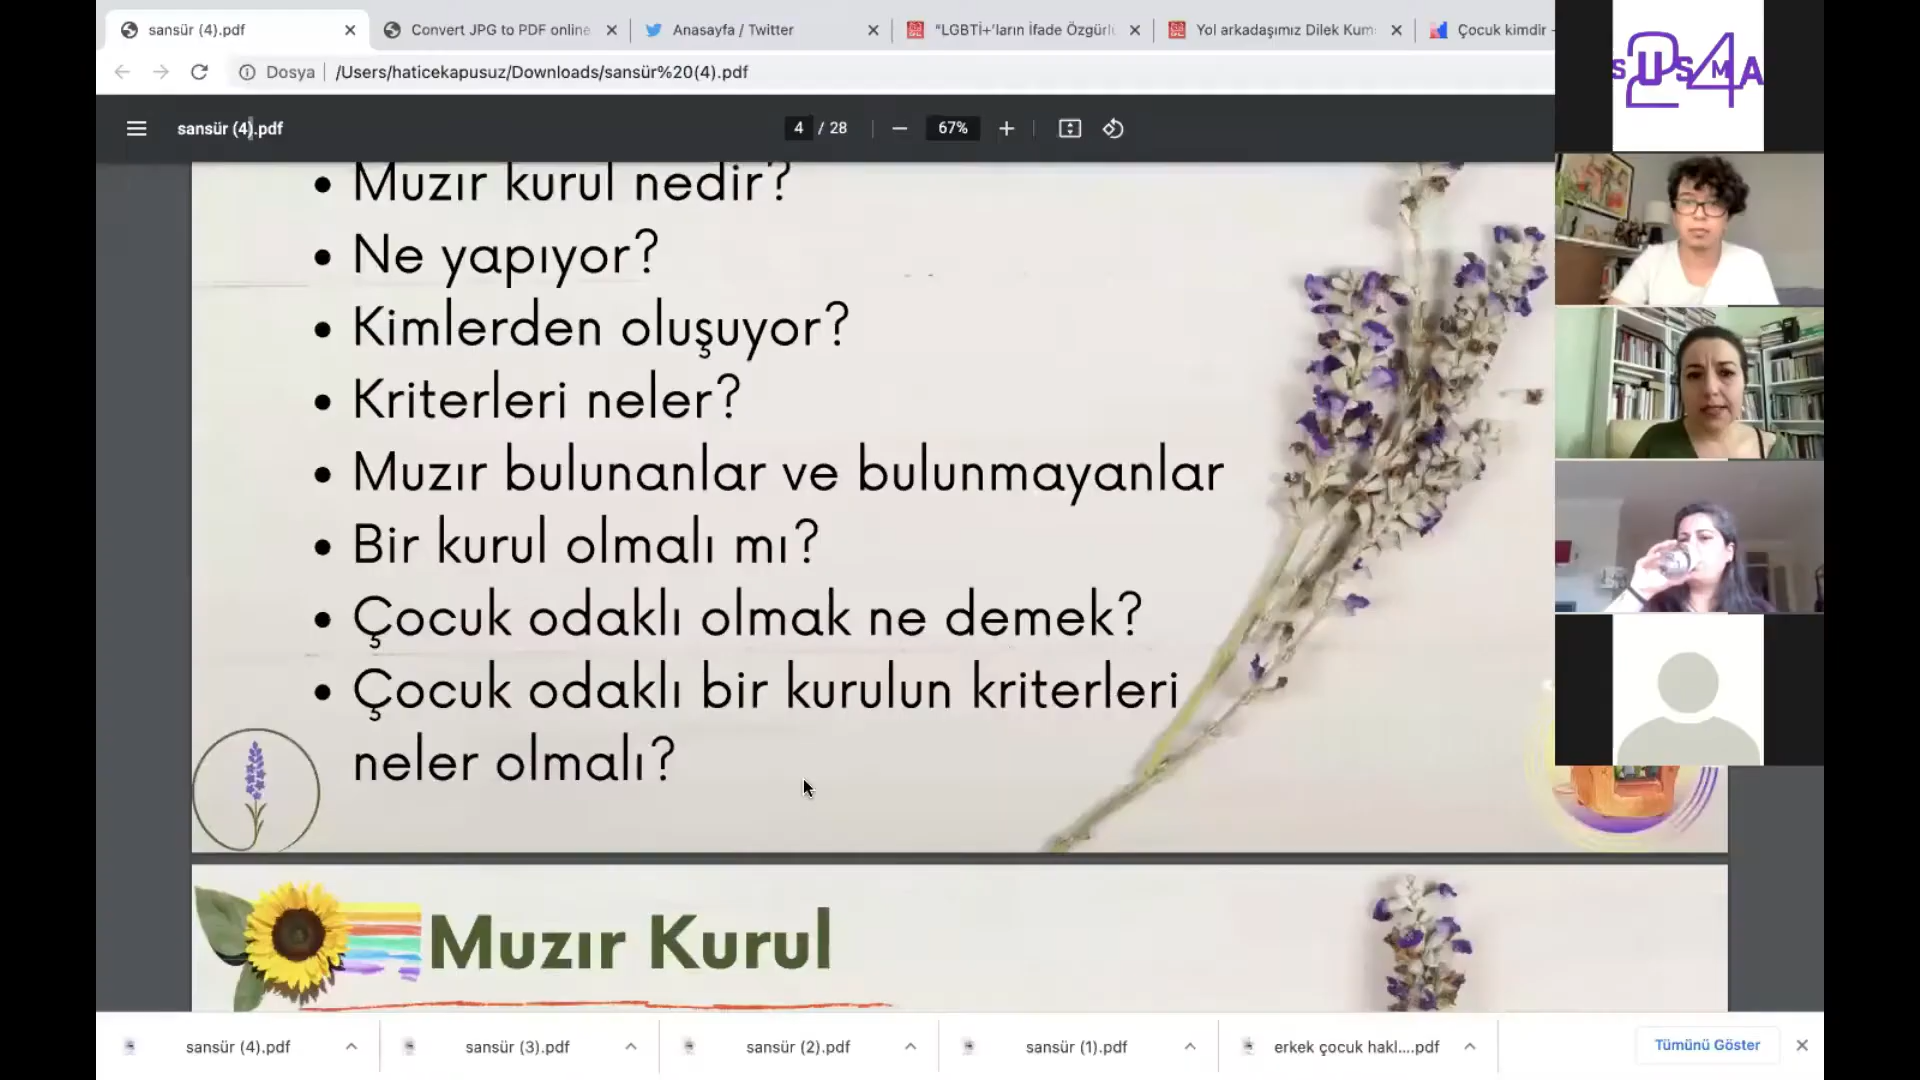 sansür (4).pdf
Convert JPG to PDF online
Anasayfa / Twitter
"LGBTİ+'ların İfade Özgürlü
Yol arkadaşımız Dilek Kum
Çocuk kimdir -
Dosya
/Users/haticekapusuz/Downloads/sansür%20(4).pdf
sansür (4).pdf
4 / 28
67%
SUSMA
24
• Muzır kurul nedir?
• Ne yapıyor?
• Kimlerden oluşuyor?
• Kriterleri neler?
• Muzır bulunanlar ve bulunmayanlar
• Bir kurul olmalı mı?
• Çocuk odaklı olmak ne demek?
• Çocuk odaklı bir kurulun kriterleri
neler olmalı?
Muzır Kurul
sansür (4).pdf
sansür (3).pdf
sansür (2).pdf
sansür (1).pdf
erkek çocuk hakl....pdf
Tümünü Göster